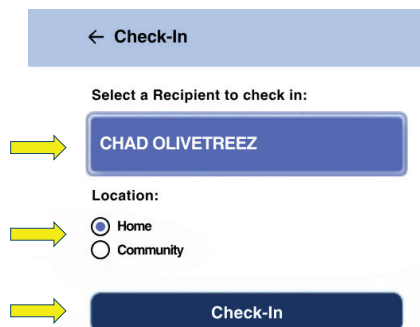 ← Check-In
Select a Recipient to check in:
CHAD OLIVETREEZ
Location:
Home
Community
Check-In